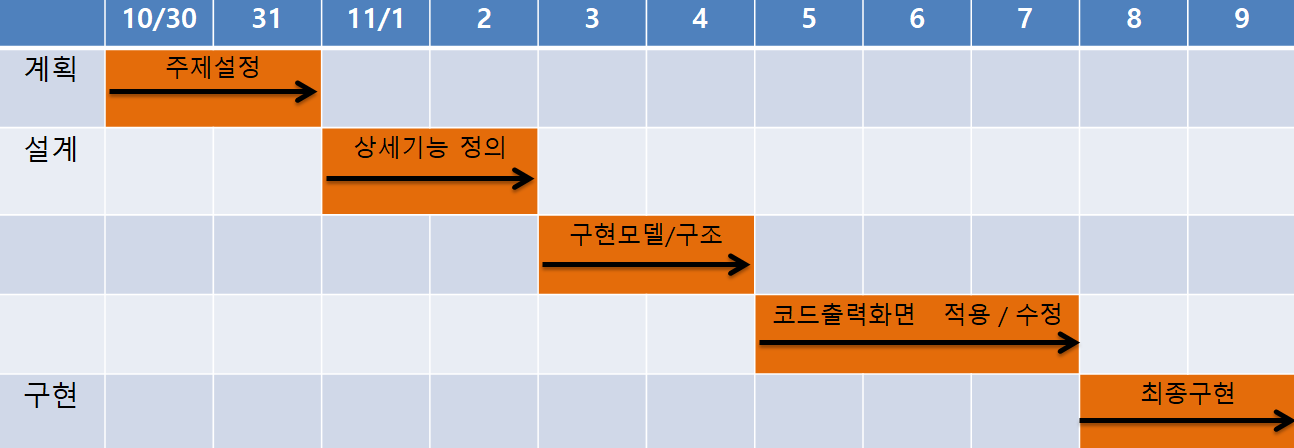 10/30 31 11/1 2 3 4 5 6 7 8 9
계획 주제설정
설계 상세기능 정의
구현모델/구조
코드출력화면 적용 / 수정
구현 최종구현